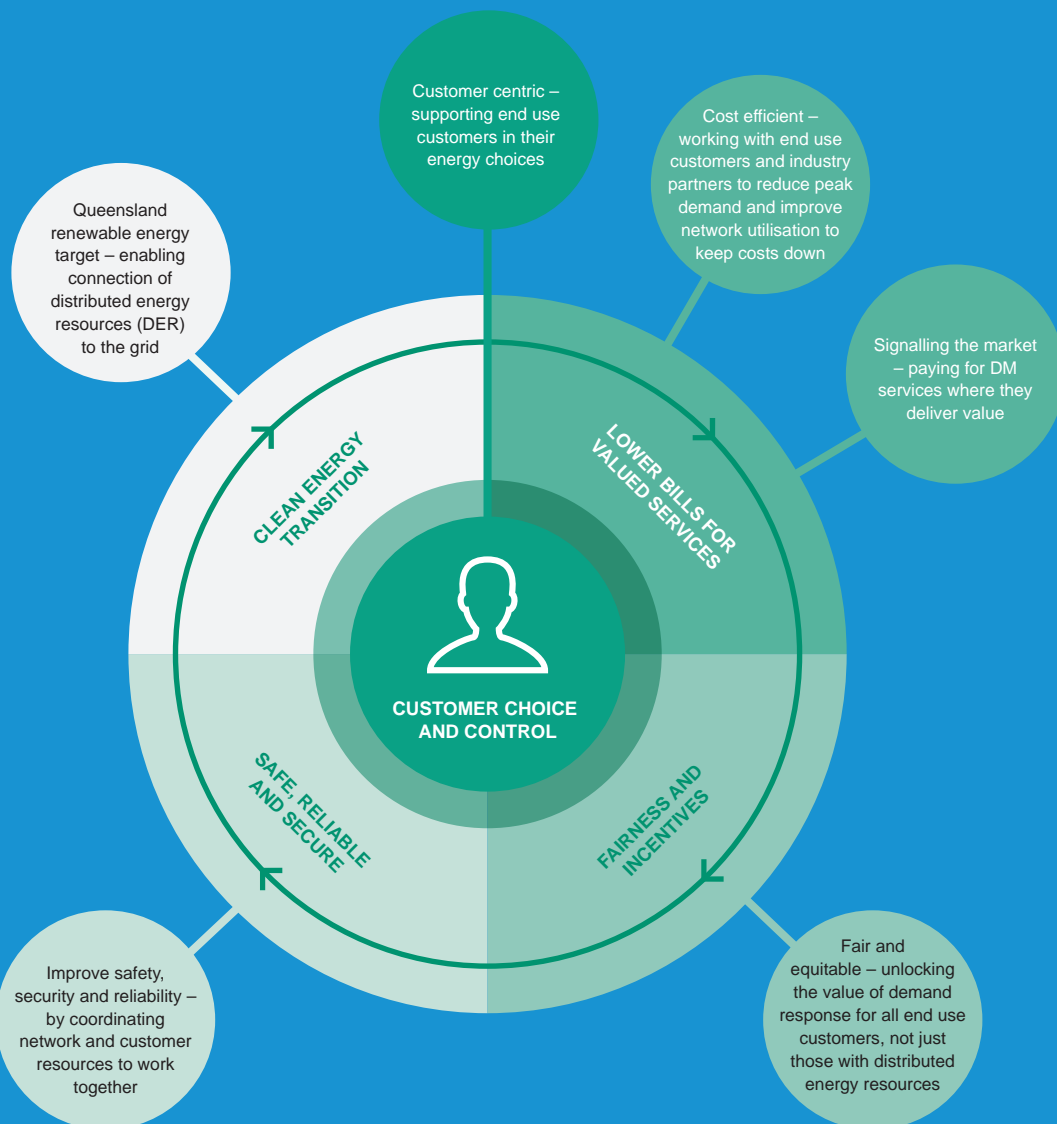 Customer centric –
supporting end use
customers in their
energy choices
Cost efficient –
working with end use
customers and industry
partners to reduce peak
demand and improve
network utilisation to
keep costs down
Queensland
renewable energy
target – enabling
connection of
distributed energy
resources (DER)
to the grid
Signalling the market
– paying for DM
services where they
deliver value
CLEAN ENERGY
TRANSITION
LOWER BILLS FOR
VALUED SERVICES
CUSTOMER CHOICE
AND CONTROL
SAFE, RELIABLE
AND SECURE
FAIRNESS AND
INCENTIVES
Improve safety,
security and reliability –
by coordinating
network and customer
resources to work
together
Fair and
equitable – unlocking
the value of demand
response for all end use
customers, not just
those with distributed
energy resources